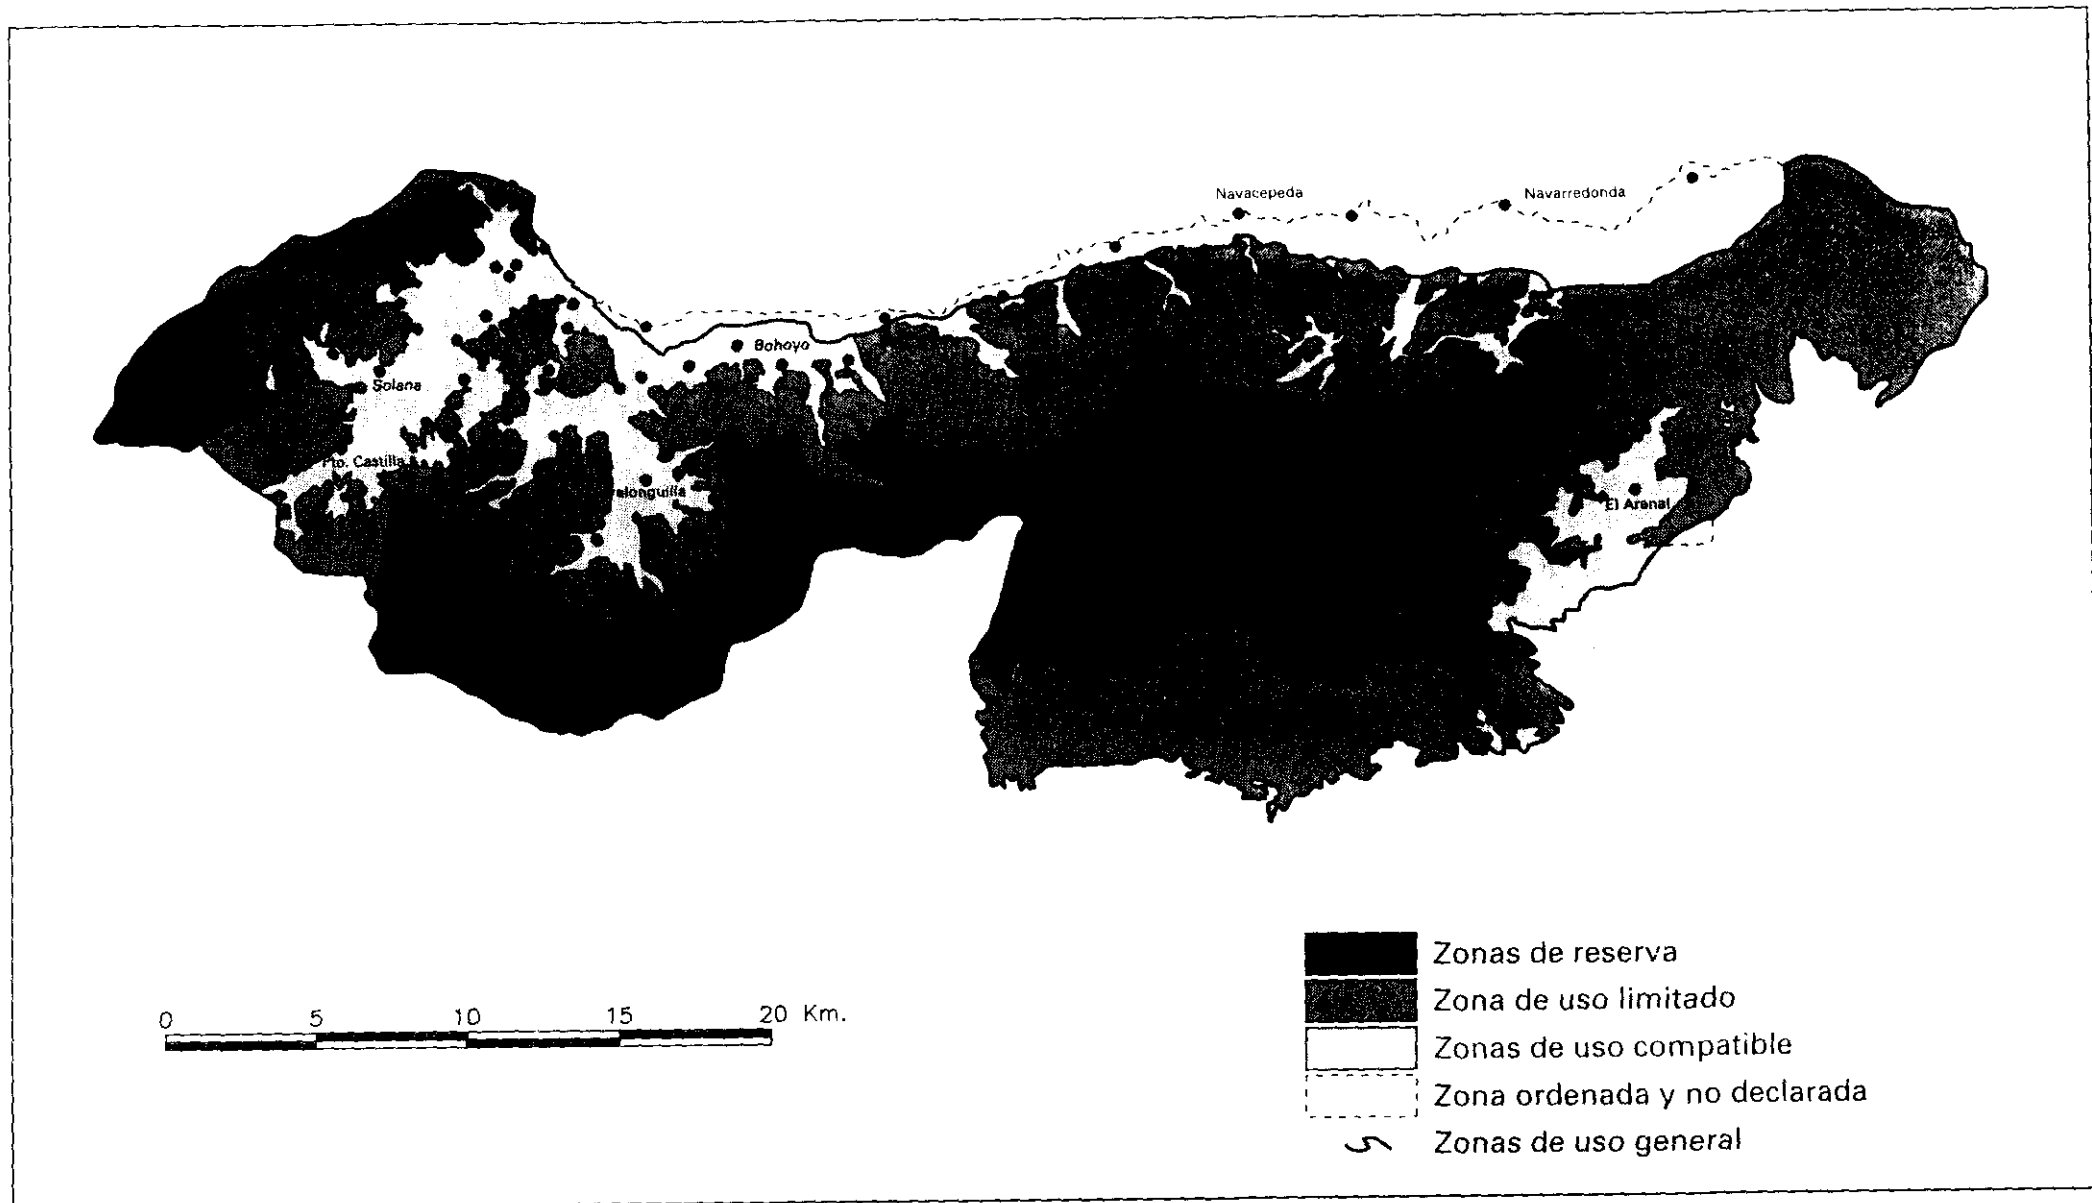 Navacepeda
Navarredonda
Bohoyo
Solana
Pto. Castilla
El Arenal
0 5 10 15 20 Km.
Zonas de reserva
Zona de uso limitado
Zonas de uso compatible
Zona ordenada y no declarada
Zonas de uso general